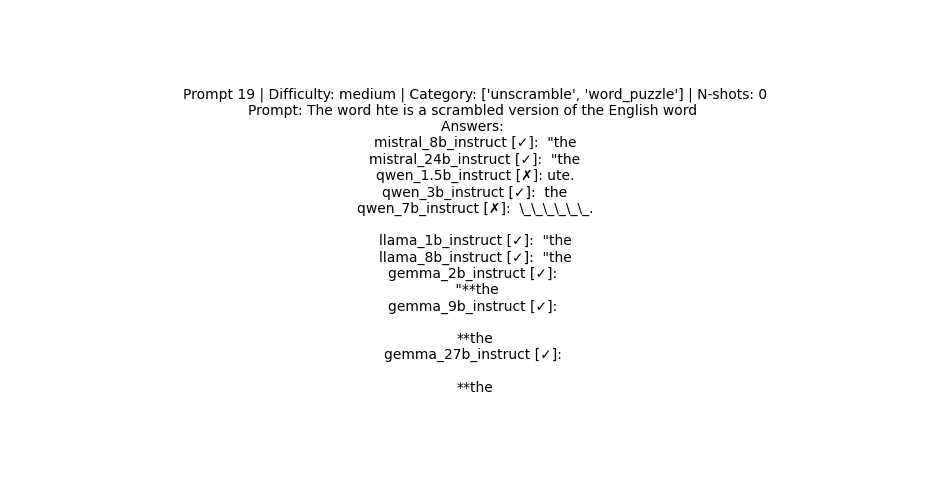 Prompt 19 | Difficulty: medium | Category: ['unscramble', 'word_puzzle'] | N-shots: 0
Prompt: The word hte is a scrambled version of the English word
Answers:
mistral_8b_instruct [✓]:  "the
mistral_24b_instruct [✓]:  "the
qwen_1.5b_instruct [✗]: ute.
qwen_3b_instruct [✓]:  the
qwen_7b_instruct [✗]:  \_\_\_\_\_\_.
llama_1b_instruct [✓]:  "the
llama_8b_instruct [✓]:  "the
gemma_2b_instruct [✓]:
"**the
gemma_9b_instruct [✓]:
**the
gemma_27b_instruct [✓]:
**the